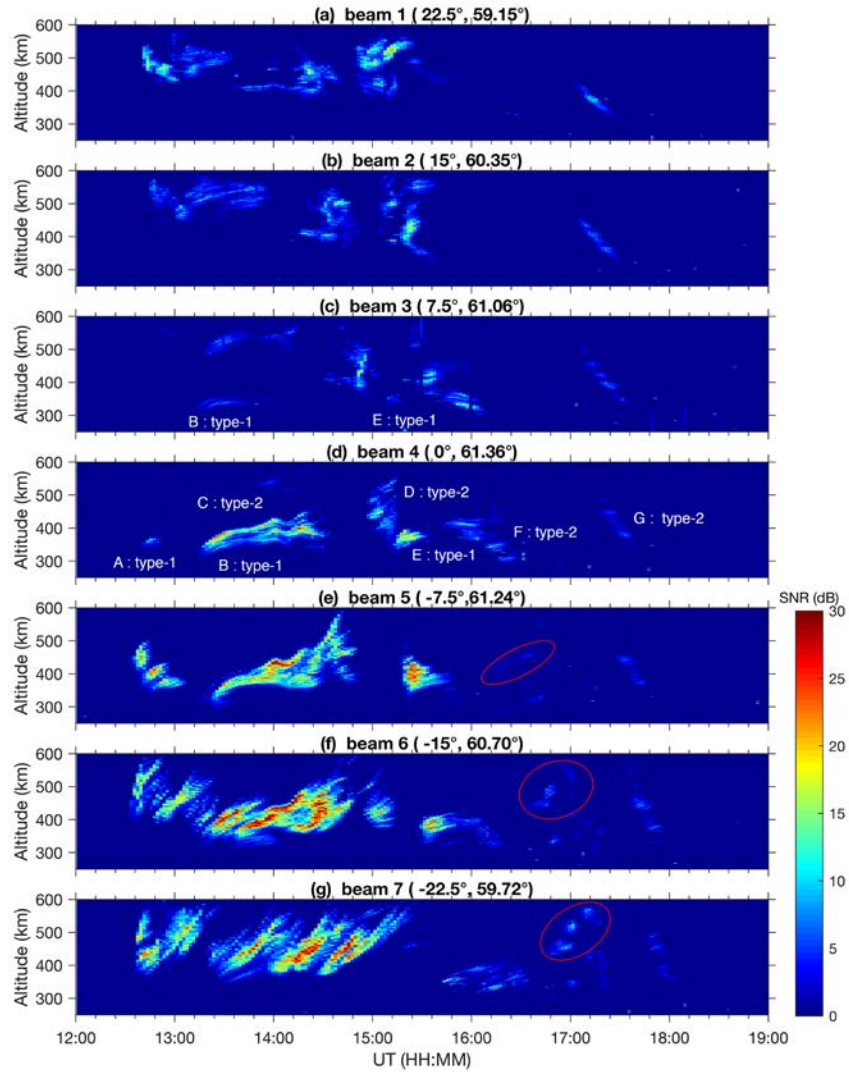 (a) beam 1 ( 22.5°, 59.15°)
600
500
400
300
Altitude (km)
(b) beam 2 ( 15°, 60.35°)
600
500
400
300
Altitude (km)
(c) beam 3 ( 7.5°, 61.06°)
600
500
400
300
Altitude (km)
B : type-1
E : type-1
(d) beam 4 ( 0°, 61.36°)
600
500
400
300
Altitude (km)
C : type-2
D : type-2
A : type-1
B : type-1
E : type-1
F : type-2
G : type-2
(e) beam 5 ( -7.5°,61.24°)
600
500
400
300
Altitude (km)
SNR (dB)
30
25
20
15
10
5
0
(f) beam 6 ( -15°, 60.70°)
600
500
400
300
Altitude (km)
(g) beam 7 ( -22.5°, 59.72°)
600
500
400
300
Altitude (km)
12:00 13:00 14:00 15:00 16:00 17:00 18:00 19:00
UT (HH:MM)